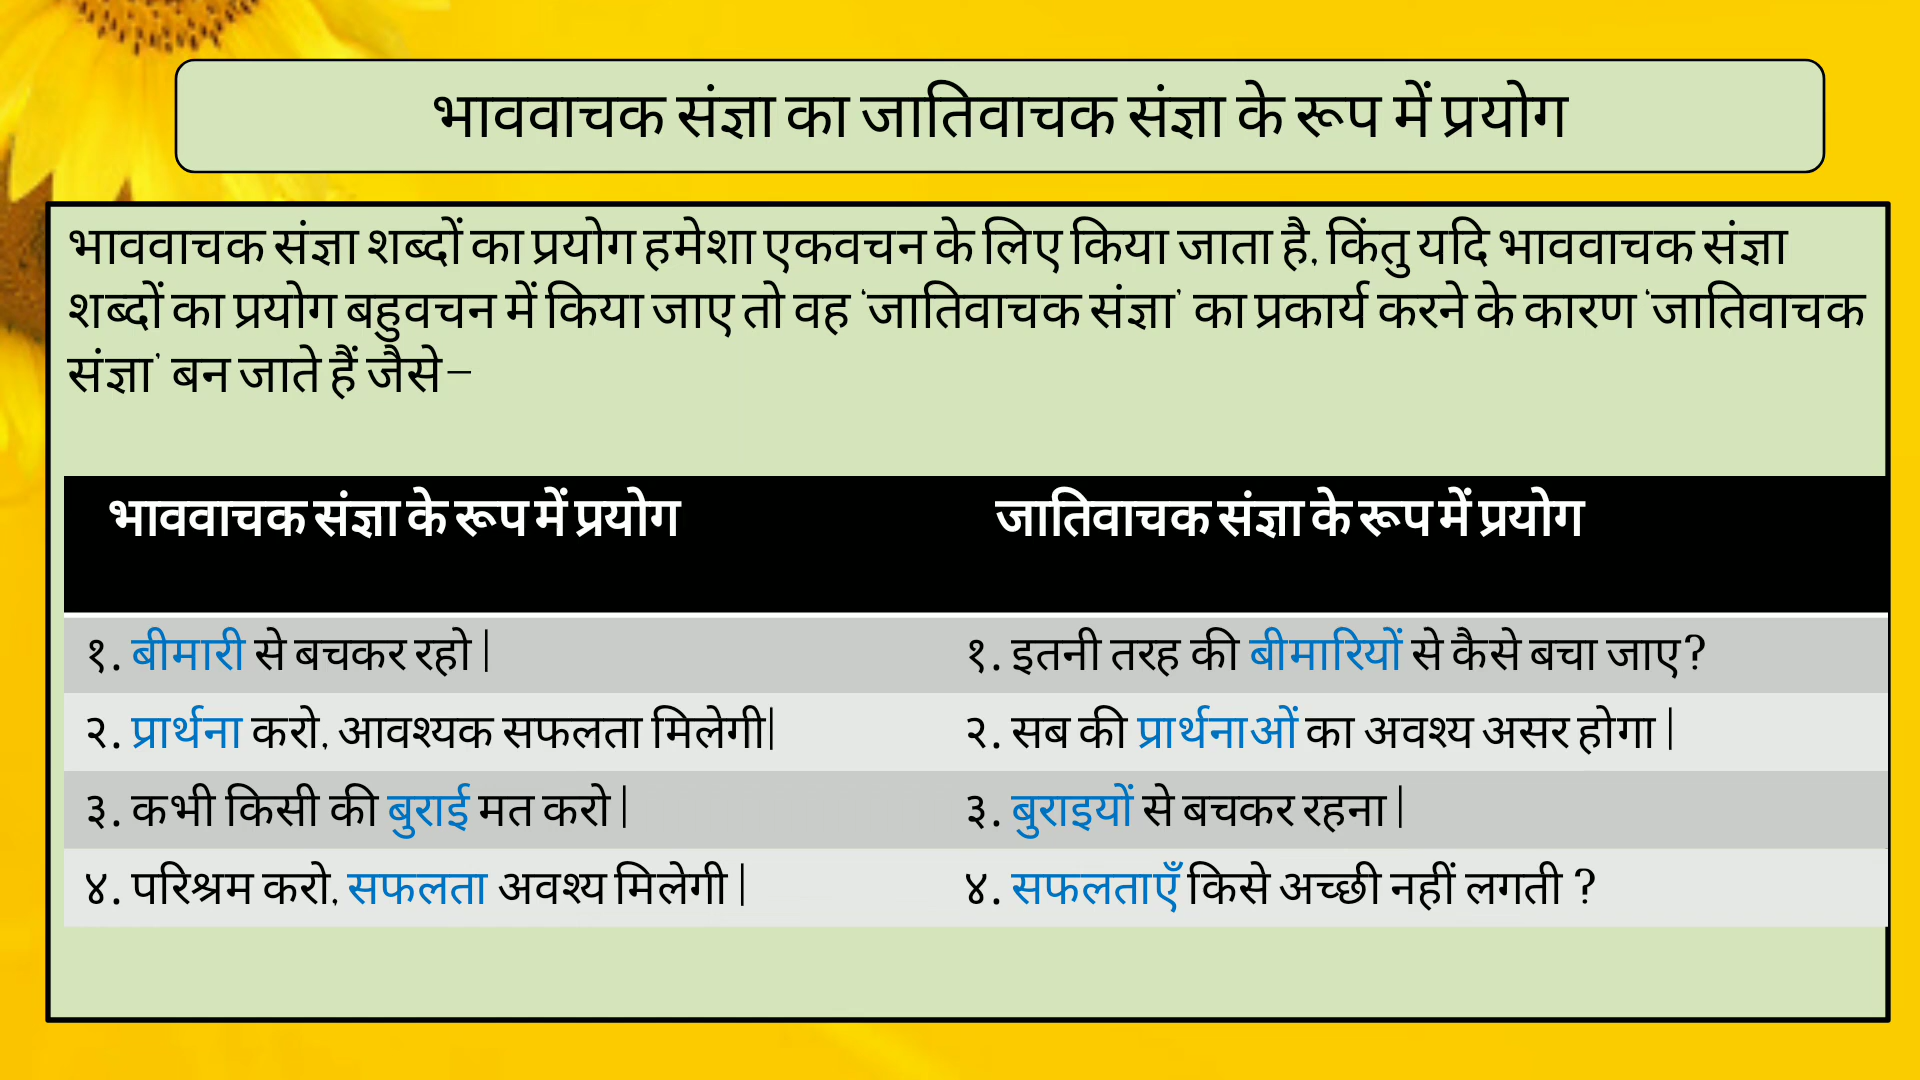 भाववाचक संज्ञा का जातिवाचक संज्ञा के रूप में प्रयोग
भाववाचक संज्ञा शब्दों का प्रयोग हमेशा एकवचन के लिए किया जाता है, किंतु यदि भाववाचक संज्ञा
शब्दों का प्रयोग बहुवचन में किया जाए तो वह ‘जातिवाचक संज्ञा’ का प्रकार्य करने के कारण ‘जातिवाचक
संज्ञा’ बन जाते हैं जैसे–
भाववाचक संज्ञा के रूप में प्रयोग
जातिवाचक संज्ञा के रूप में प्रयोग
१. बीमारी से बचकर रहो |
१. इतनी तरह की बीमारियों से कैसे बचा जाए?
२. प्रार्थना करो, आवश्यक सफलता मिलेगी|
२. सब की प्रार्थनाओं का अवश्य असर होगा |
३. कभी किसी की बुराई मत करो |
३. बुराइयों से बचकर रहना |
४. परिश्रम करो, सफलता अवश्य मिलेगी |
४. सफलताएँ किसे अच्छी नहीं लगती ?